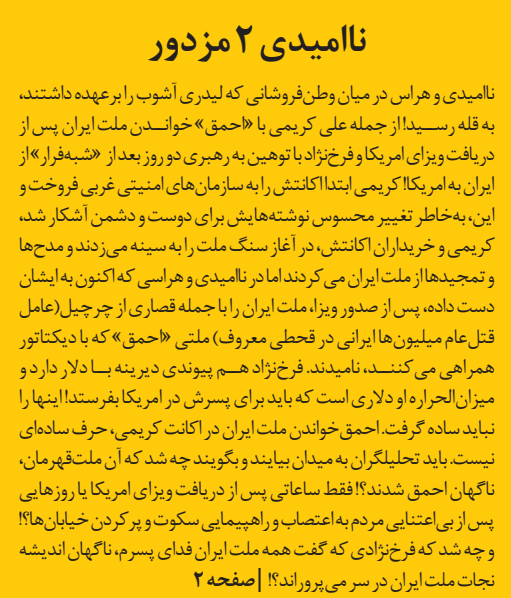 ناامیدی ۲ مزدور
ناامیدی و هراس در میان وطن‌فروشانی که لیدری آشوب را برعهده داشتند،
به قله رسید! از جمله علی کریمی با «احمق» خواندن ملت ایران پس از
دریافت ویزای امریکا و فرخ‌نژاد با توهین به رهبری دو روز بعد از «شبه‌فرار» از
ایران به امریکا! کریمی ابتدا اکانتش را به سازمان‌های امنیتی غربی فروخت و
این، به‌خاطر تغییر محسوس نوشته‌هایش برای دوست و دشمن آشکار شد،
کریمی و خریداران اکانتش، در آغاز سنگ ملت را به سینه می‌زدند و مدح‌ها
و تمجیدها از ملت ایران می‌کردند اما در ناامیدی و هراسی که اکنون به ایشان
دست داده، پس از صدور ویزا، ملت ایران را با جمله قصاری از چرچیل (عامل
قتل‌عام میلیون‌ها ایرانی در قحطی معروف) ملتی «احمق» که با دیکتاتور
همراهی می‌کننـد، نامیدند. فرخ‌نژاد هـم پیوندی دیرینه بـا دلار دارد و
میزان‌الحراره او دلاری است که باید برای پسرش در امریکا بفرستد! اینها را
نباید ساده گرفت. احمق‌خواندن ملت ایران در اکانت کریمی، حرف ساده‌ای
نیست. باید تحلیلگران به میدان بیایند و بگویند چه شد که آن ملت‌قهرمان،
ناگهان احمق شدند؟! فقط ساعاتی پس از دریافت ویزای امریکا یا روزهایی
پس از بی‌اعتنایی مردم به اعتصاب و راهپیمایی سکوت و پر کردن خیابان‌ها؟!
و چه شد که فرخ‌نژادی که گفت همه ملت ایران فدای پسرم، ناگهان اندیشه
نجات ملت ایران در سر می‌پروراند؟! | صفحه ۲